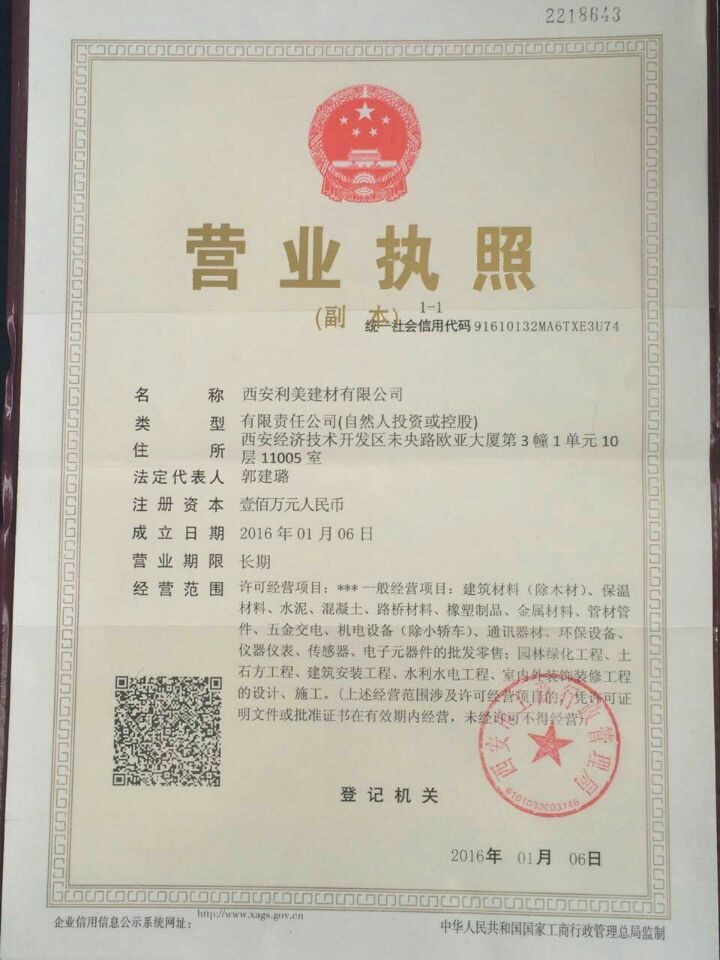 2218643
营业执照
(副 本) 1-1
统一社会信用代码 91610132MA6TXE3U74
名 称 西安利美建材有限公司
类 型 有限责任公司(自然人投资或控股)
住 所 西安经济技术开发区未央路欧亚大厦第3幢1单元10
层11005室
法定代表人 郭建璐
注册资本 壹佰万元人民币
成立日期 2016年01月06日
营业期限 长期
经营范围 许可经营项目：*** 一般经营项目：建筑材料（除木材）、保温
材料、水泥、混凝土、路桥材料、橡塑制品、金属材料、管材管
件、五金交电、机电设备（除小轿车）、通讯器材、环保设备、
仪器仪表、传感器、电子元器件的批发零售；园林绿化工程、土
石方工程、建筑安装工程、水利水电工程、室内外装饰装修工程
的设计、施工。（上述经营范围涉及许可经营项目的，凭许可证
明文件或批准证书在有效期内经营，未经许可不得经营）
西安市工商行政管理局
6101030003146
登记机关
2016年 01月 06日
企业信用信息公示系统网址： http://www.xags.gov.cn
中华人民共和国国家工商行政管理总局监制